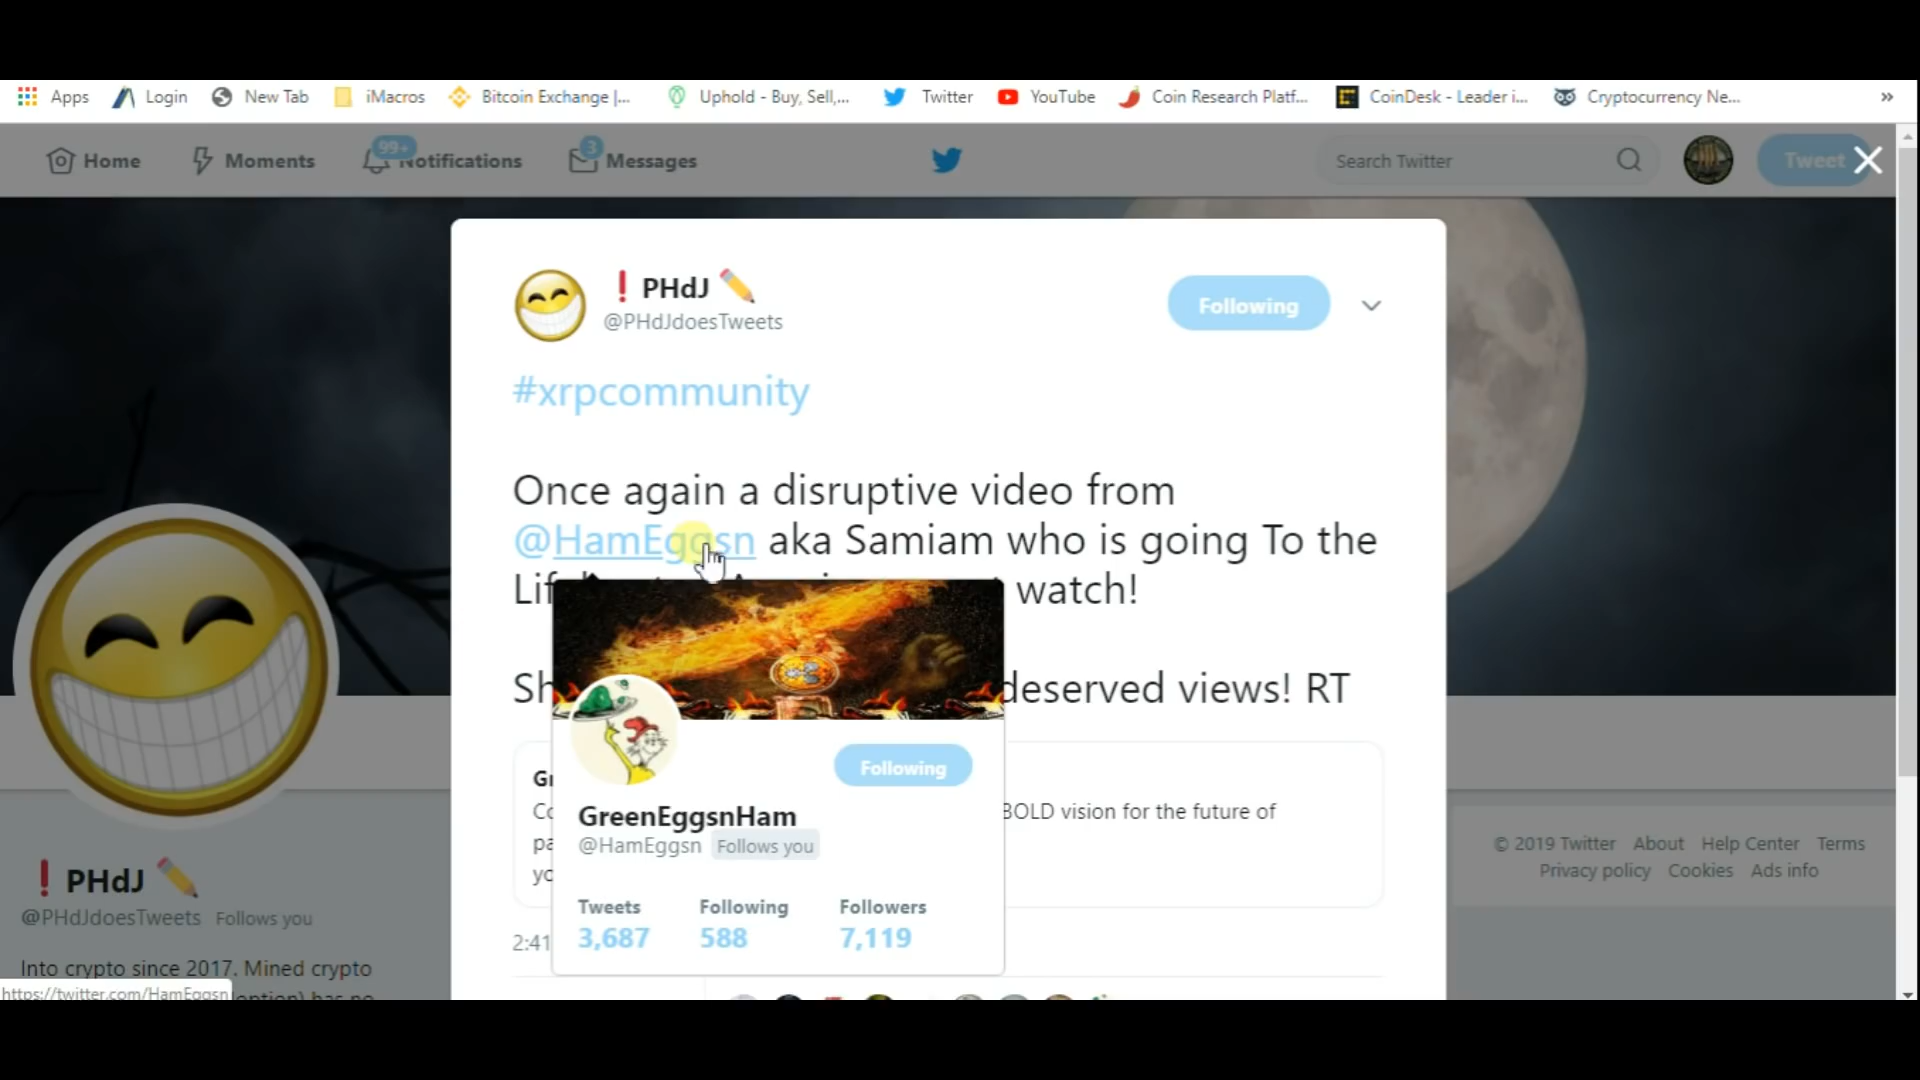 Apps Login New Tab iMacros Bitcoin Exchange |... Uphold - Buy, Sell,... Twitter YouTube Coin Research Platf... CoinDesk - Leader i... Cryptocurrency Ne... »
Home Moments 99+ Notifications 3 Messages Search Twitter Tweet
❗ PHdJ ✏️
@PHdJdoesTweets
Following
#xrpcommunity
Once again a disruptive video from
@HamEggsn aka Samiam who is going To the
watch!
deserved views! RT
BOLD vision for the future of
Following
GreenEggsnHam
@HamEggsn Follows you
Tweets Following Followers
3,687 588 7,119
2:41
❗ PHdJ ✏️
@PHdJdoesTweets Follows you
Into crypto since 2017. Mined crypto
https://twitter.com/HamEggsn
© 2019 Twitter About Help Center Terms
Privacy policy Cookies Ads info